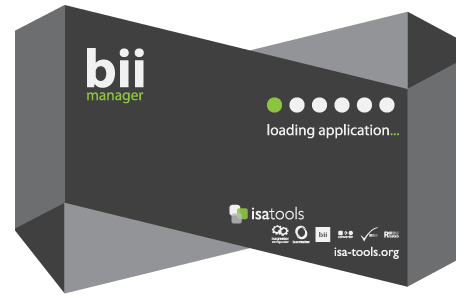 bii
manager
loading application...
isatools
bii
isa-tools.org